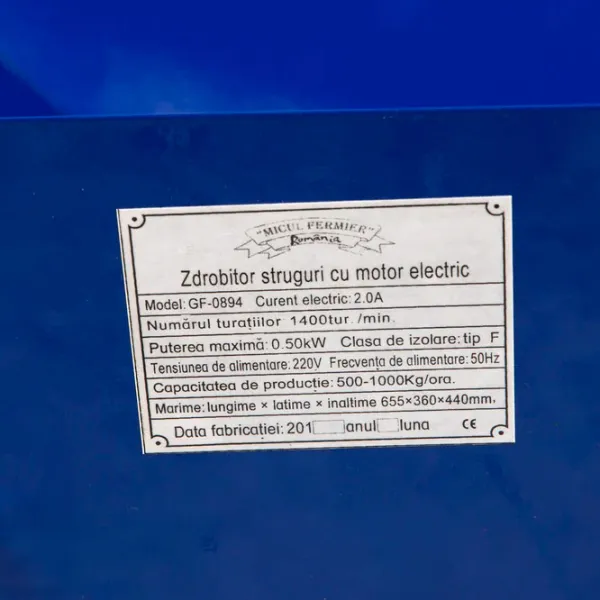 "MICUL FERMIER"
România
Zdrobitor struguri cu motor electric
Model: GF-0894 Curent electric: 2.0A
Numărul turațiilor 1400tur./min.
Puterea maximă: 0.50kW Clasa de izolare: tip F
Tensiunea de alimentare: 220V Frecvența de alimentare: 50Hz
Capacitatea de producție: 500-1000Kg/ora.
Marime: lungime × latime × inaltime 655×360×440mm.
Data fabricației: 201 anul luna CE